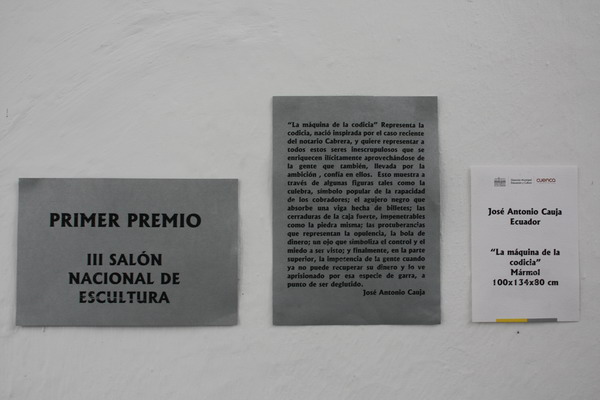 PRIMER PREMIO
III SALÓN
NACIONAL DE
ESCULTURA
"La máquina de la codicia" Representa la
codicia, nació inspirada por el caso reciente
del notario Cabrera, y quiere representar a
todos estos seres inescrupulosos que se
enriquecen ilícitamente aprovechándose de
la gente que también, llevada por la
ambición , confía en ellos. Esto muestra a
través de algunas figuras tales como la
culebra, símbolo popular de la rapacidad
de los cobradores; el agujero negro que
absorbe una viga hecha de billetes; las
cerraduras de la caja fuerte, impenetrables
como la piedra misma; las protuberancias
que representan la opulencia, la bola de
dinero; un ojo que simboliza el control y el
miedo a ser visto; y finalmente, en la parte
superior, la impotencia de la gente cuando
ya no puede recuperar su dinero y lo ve
aprisionado por esa especie de garra, a
punto de ser deglutido.
José Antonio Cauja
CUENCA
José Antonio Cauja
Ecuador
"La máquina de la
codicia"
Mármol
100x134x80 cm